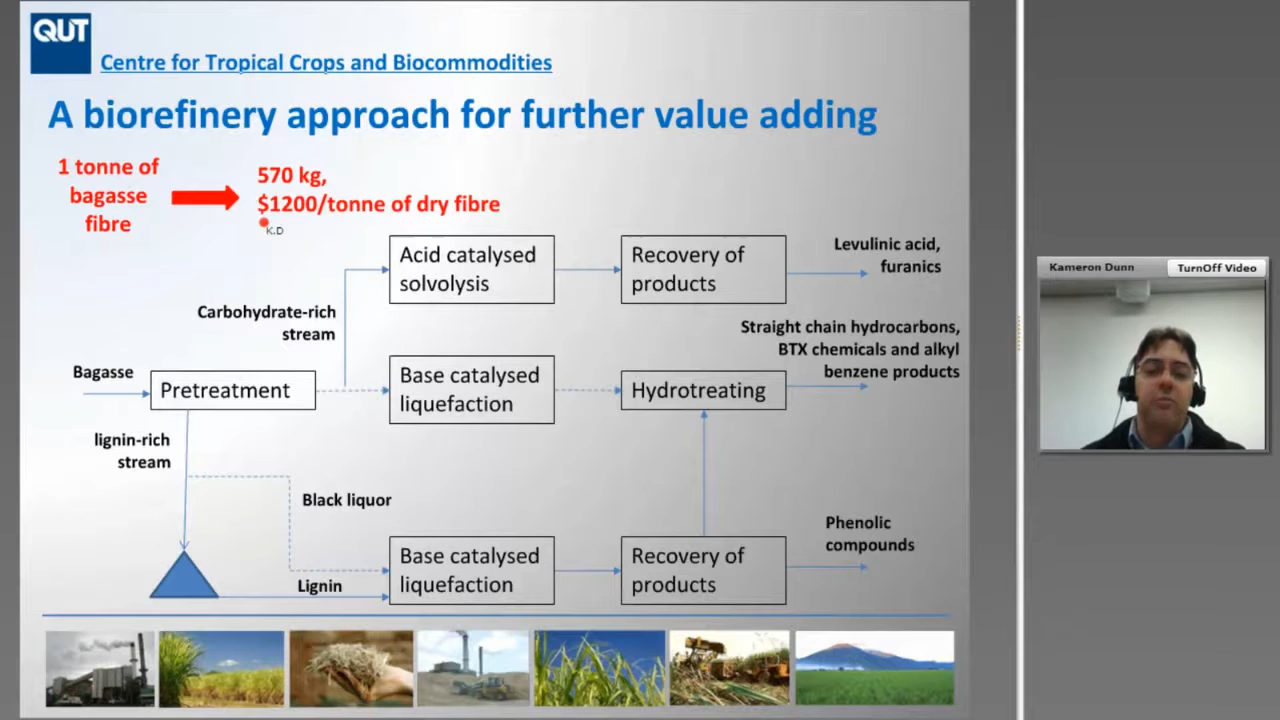 QUT
Centre for Tropical Crops and Biocommodities
A biorefinery approach for further value adding
1 tonne of
bagasse
fibre
570 kg,
$1200/tonne of dry fibre
K.D
Acid catalysed
solvolysis
Recovery of
products
Levulinic acid,
furanics
Carbohydrate-rich
stream
Straight chain hydrocarbons,
BTX chemicals and alkyl
benzene products
Bagasse
Pretreatment
Base catalysed
liquefaction
Hydrotreating
lignin-rich
stream
Black liquor
Phenolic
compounds
Base catalysed
liquefaction
Recovery of
products
Lignin
Kameron Dunn
TurnOff Video